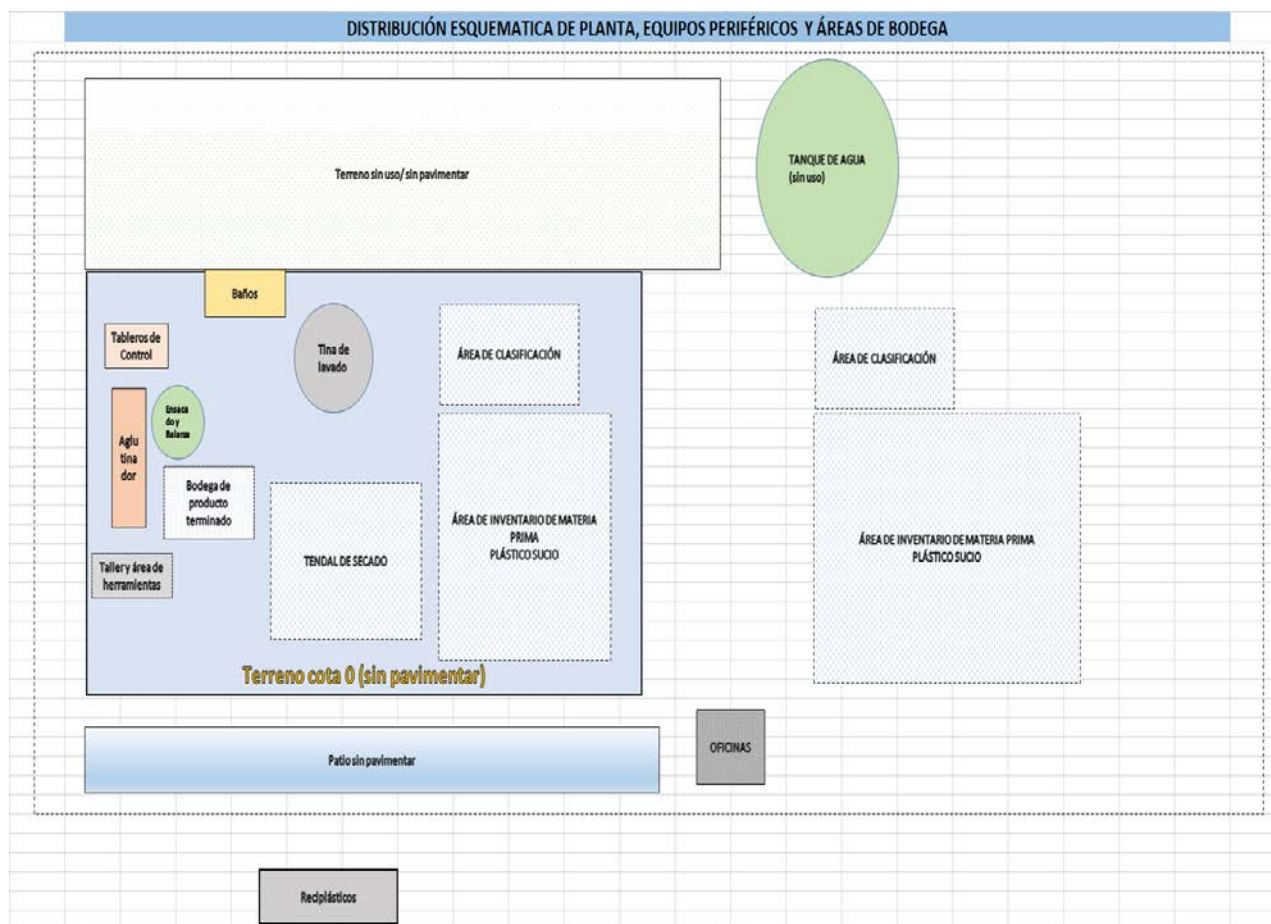 DISTRIBUCIÓN ESQUEMATICA DE PLANTA, EQUIPOS PERIFÉRICOS Y ÁREAS DE BODEGA
Terreno sin uso/ sin pavimentar
TANQUE DE AGUA
(sin uso)
Baños
Tableros de
Control
Tina de
lavado
ÁREA DE CLASIFICACIÓN
ÁREA DE CLASIFICACIÓN
Ensaca
do y
Balanza
Aglu
tina
dor
Bodega de
producto
terminado
Taller y área de
herramientas
TENDAL DE SECADO
ÁREA DE INVENTARIO DE MATERIA
PRIMA
PLÁSTICO SUCIO
ÁREA DE INVENTARIO DE MATERIA PRIMA
PLÁSTICO SUCIO
Terreno cota 0 (sin pavimentar)
Patio sin pavimentar
OFICINAS
Reciplásticos